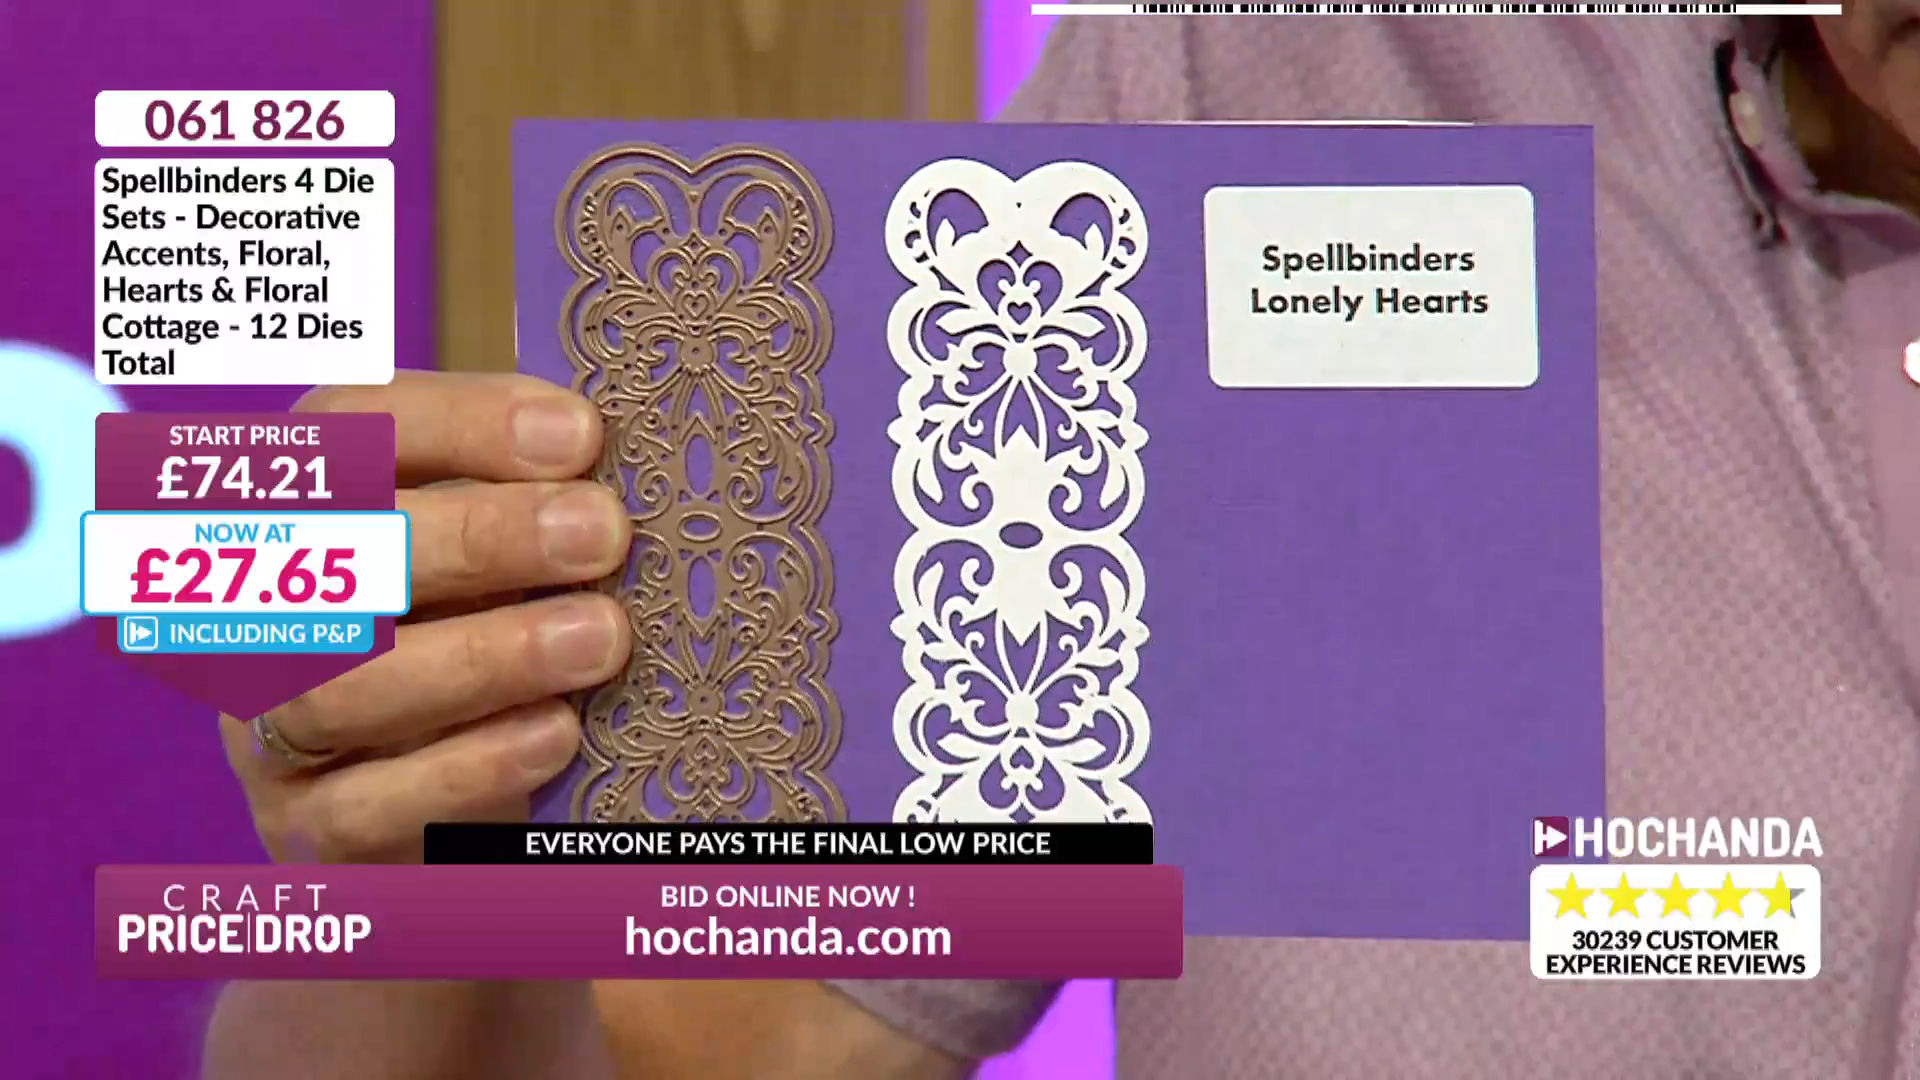 061 826
Spellbinders 4 Die
Sets - Decorative
Accents, Floral,
Hearts & Floral
Cottage - 12 Dies
Total
START PRICE
£74.21
NOW AT
£27.65
INCLUDING P&P
Spellbinders
Lonely Hearts
EVERYONE PAYS THE FINAL LOW PRICE
CRAFT
PRICE DROP
BID ONLINE NOW !
hochanda.com
HOCHANDA
30239 CUSTOMER
EXPERIENCE REVIEWS